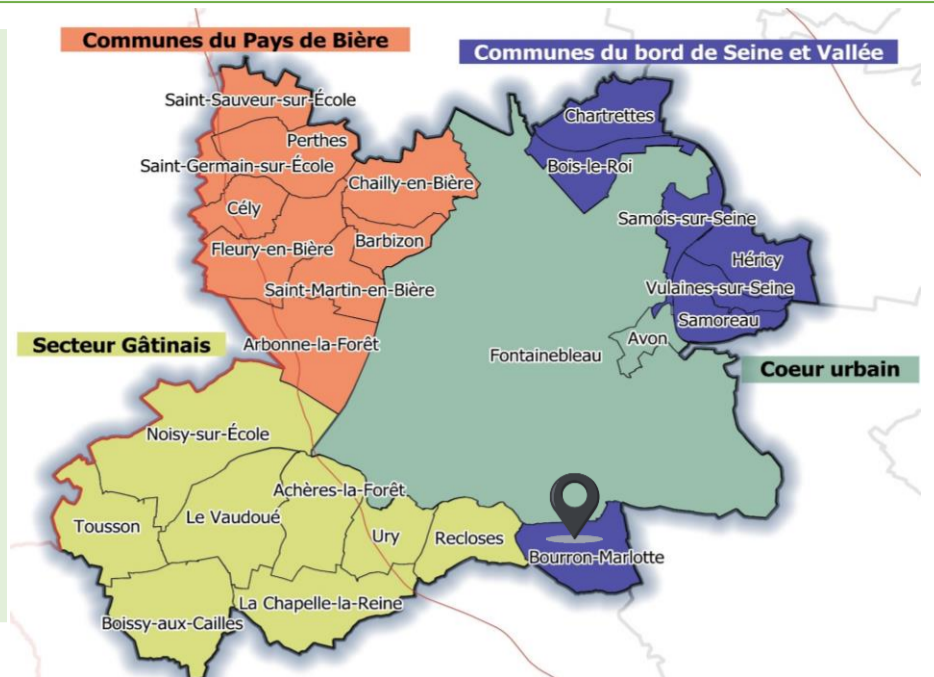 Communes du Pays de Bière
Communes du bord de Seine et Vallée
Saint-Sauveur-sur-École
Chartrettes
Perthes
Saint-Germain-sur-École
Bois-le-Roi
Chailly-en-Bière
Cély
Samois-sur-Seine
Fleury-en-Bière
Barbizon
Héricy
Saint-Martin-en-Bière
Vulaines-sur-Seine
Samoreau
Secteur Gâtinais
Arbonne-la-Forêt
Avon
Fontainebleau
Coeur urbain
Noisy-sur-École
Achères-la-Forêt
Tousson
Le Vaudoué
Ury
Recloses
Bourron-Marlotte
La Chapelle-la-Reine
Boissy-aux-Cailles